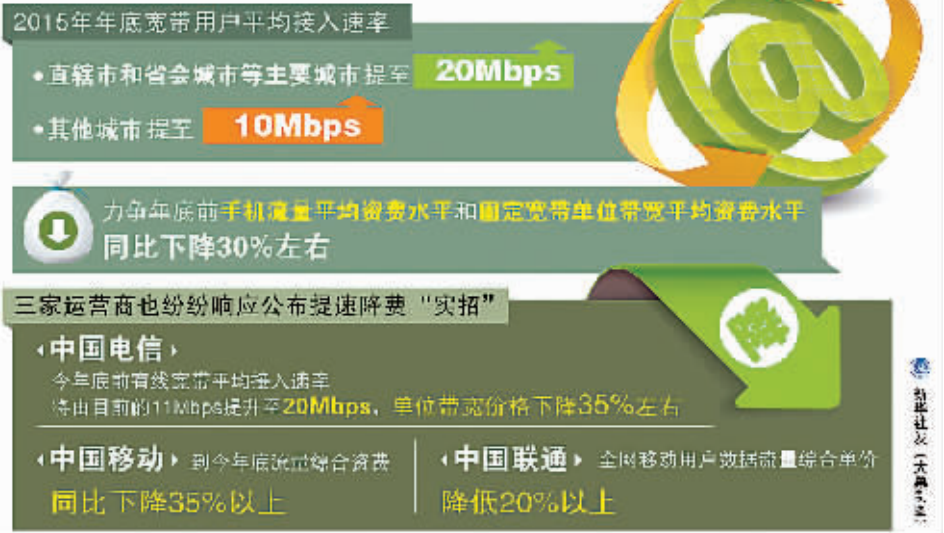 2015年年底宽带用户平均接入速率
•直辖市和省会城市等主要城市提至 20Mbps
•其他城市提至 10Mbps
力争年底前手机流量平均资费水平和固定宽带单位带宽平均资费水平
同比下降30%左右
三家运营商也纷纷响应公布提速降费“实招”
中国电信
今年底前有线宽带平均接入速率
将由目前的11Mbps提升至20Mbps，单位带宽价格下降35%左右
中国移动 到今年底流量综合资费
同比下降35%以上
中国联通 全网移动用户数据流量综合单价
降低20%以上
新华社发